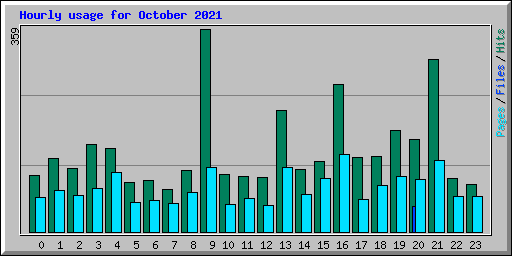 Hourly usage for October 2021
359
Pages / Files / Hits
0 1 2 3 4 5 6 7 8 9 10 11 12 13 14 15 16 17 18 19 20 21 22 23